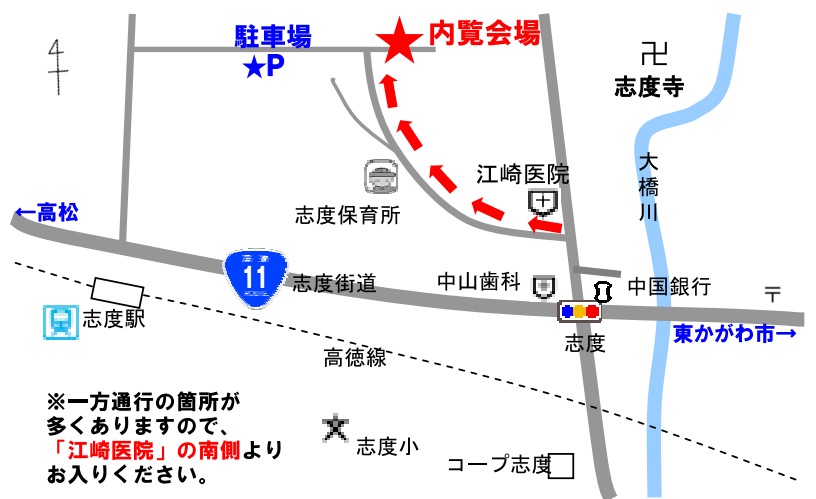 駐車場
★P
内覧会場
志度寺
大橋川
江崎医院
志度保育所
←高松
11
志度街道
中山歯科
中国銀行
〒
志度駅
志度
東かがわ市→
高徳線
※一方通行の箇所が
多くありますので、
「江崎医院」の南側より
お入りください。
志度小
コープ志度